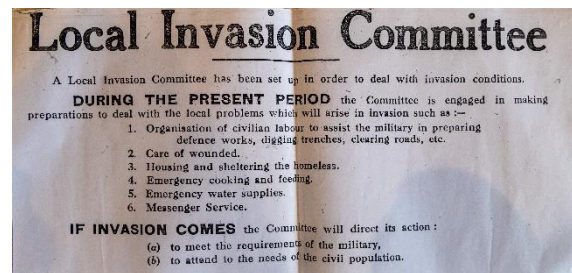 Local Invasion Committee
A Local Invasion Committee has been set up in order to deal with invasion conditions.
DURING THE PRESENT PERIOD the Committee is engaged in making
preparations to deal with the local problems which will arise in invasion such as :—
1. Organisation of civilian labour to assist the military in preparing
defence works, digging trenches, clearing roads, etc.
2. Care of wounded.
3. Housing and sheltering the homeless.
4. Emergency cooking and feeding.
5. Emergency water supplies.
6. Messenger Service.
IF INVASION COMES the Committee will direct its action :
(a) to meet the requirements of the military,
(b) to attend to the needs of the civil population.